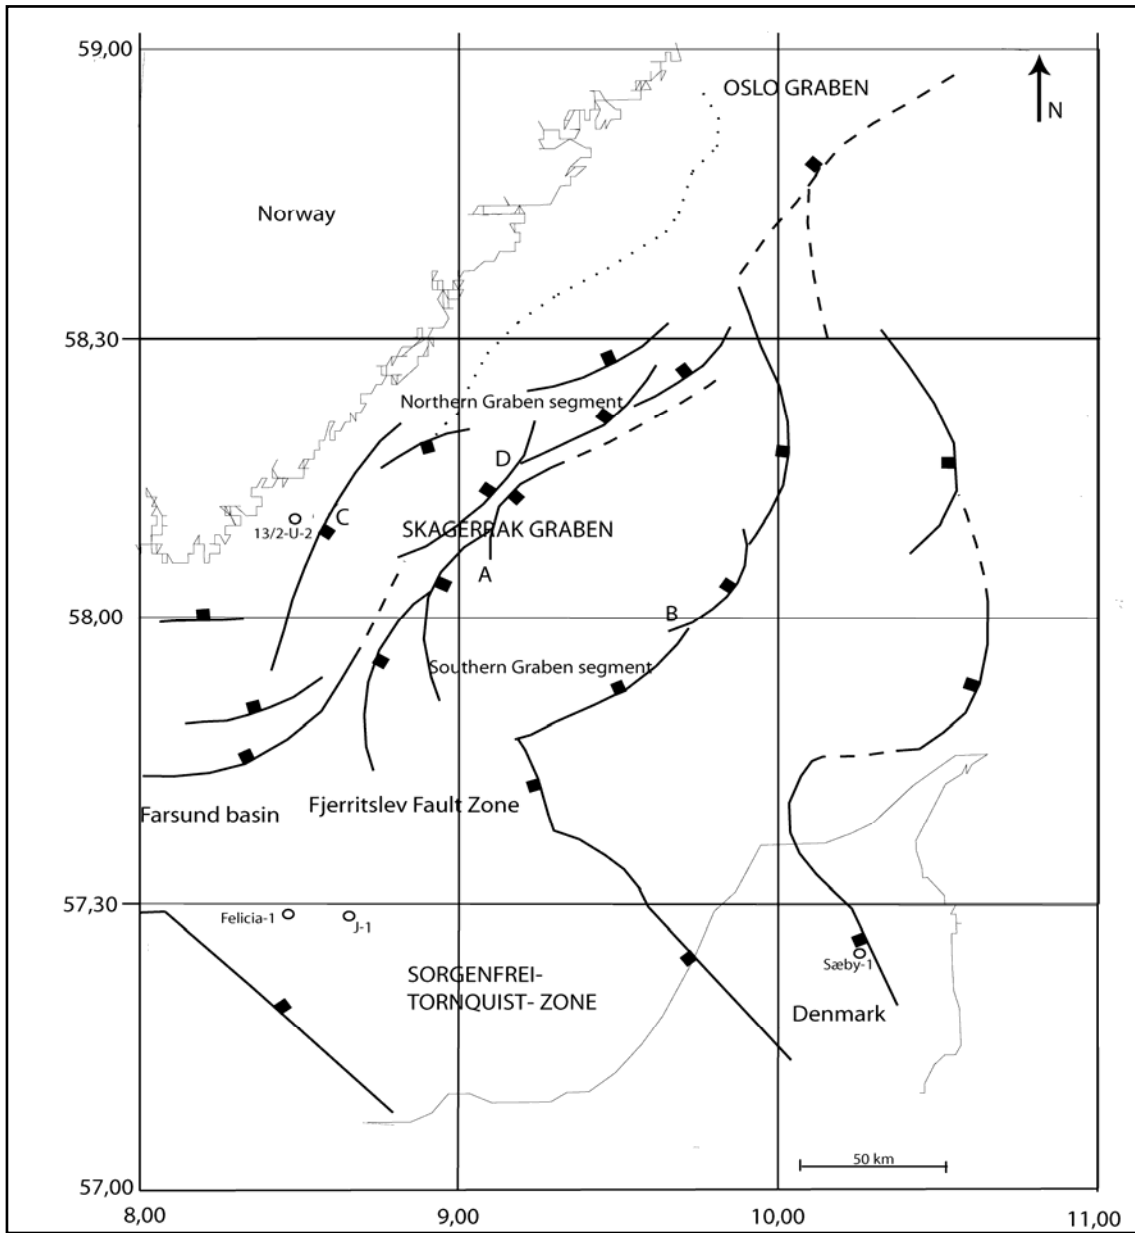 59,00
OSLO GRABEN
N
Norway
58,30
Northern Graben segment
D
C
13/2-U-2
SKAGERRAK GRABEN
A
58,00
B
Southern Graben segment
Farsund basin
Fjerritslev Fault Zone
57,30
Felicia-1
J-1
Sæby-1
SORGENFREI-
TORNQUIST- ZONE
Denmark
50 km
57,00
8,00
9,00
10,00
11,00